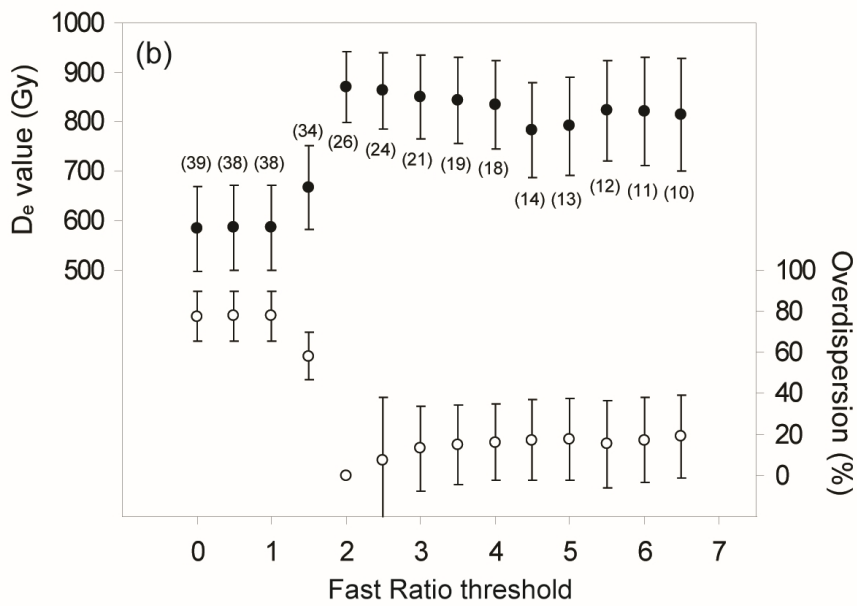 (b)
Dₑ value (Gy)
1000
900
800
700
600
500
(39) (38) (38) (34) (26) (24) (21) (19) (18) (14) (13) (12) (11) (10)
100
80
60
40
20
0
Overdispersion (%)
0 1 2 3 4 5 6 7
Fast Ratio threshold